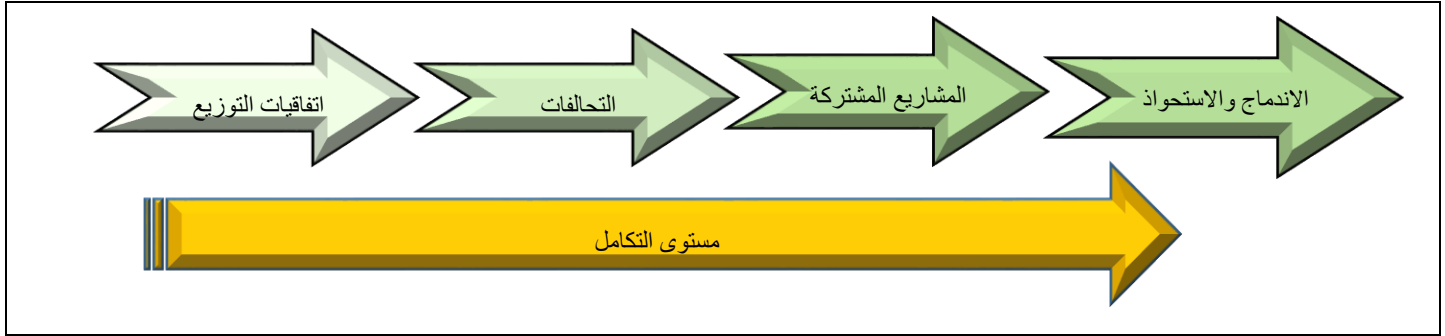 اتفاقيات التوزيع
التحالفات
المشاريع المشتركة
الاندماج والاستحواذ
مستوى التكامل